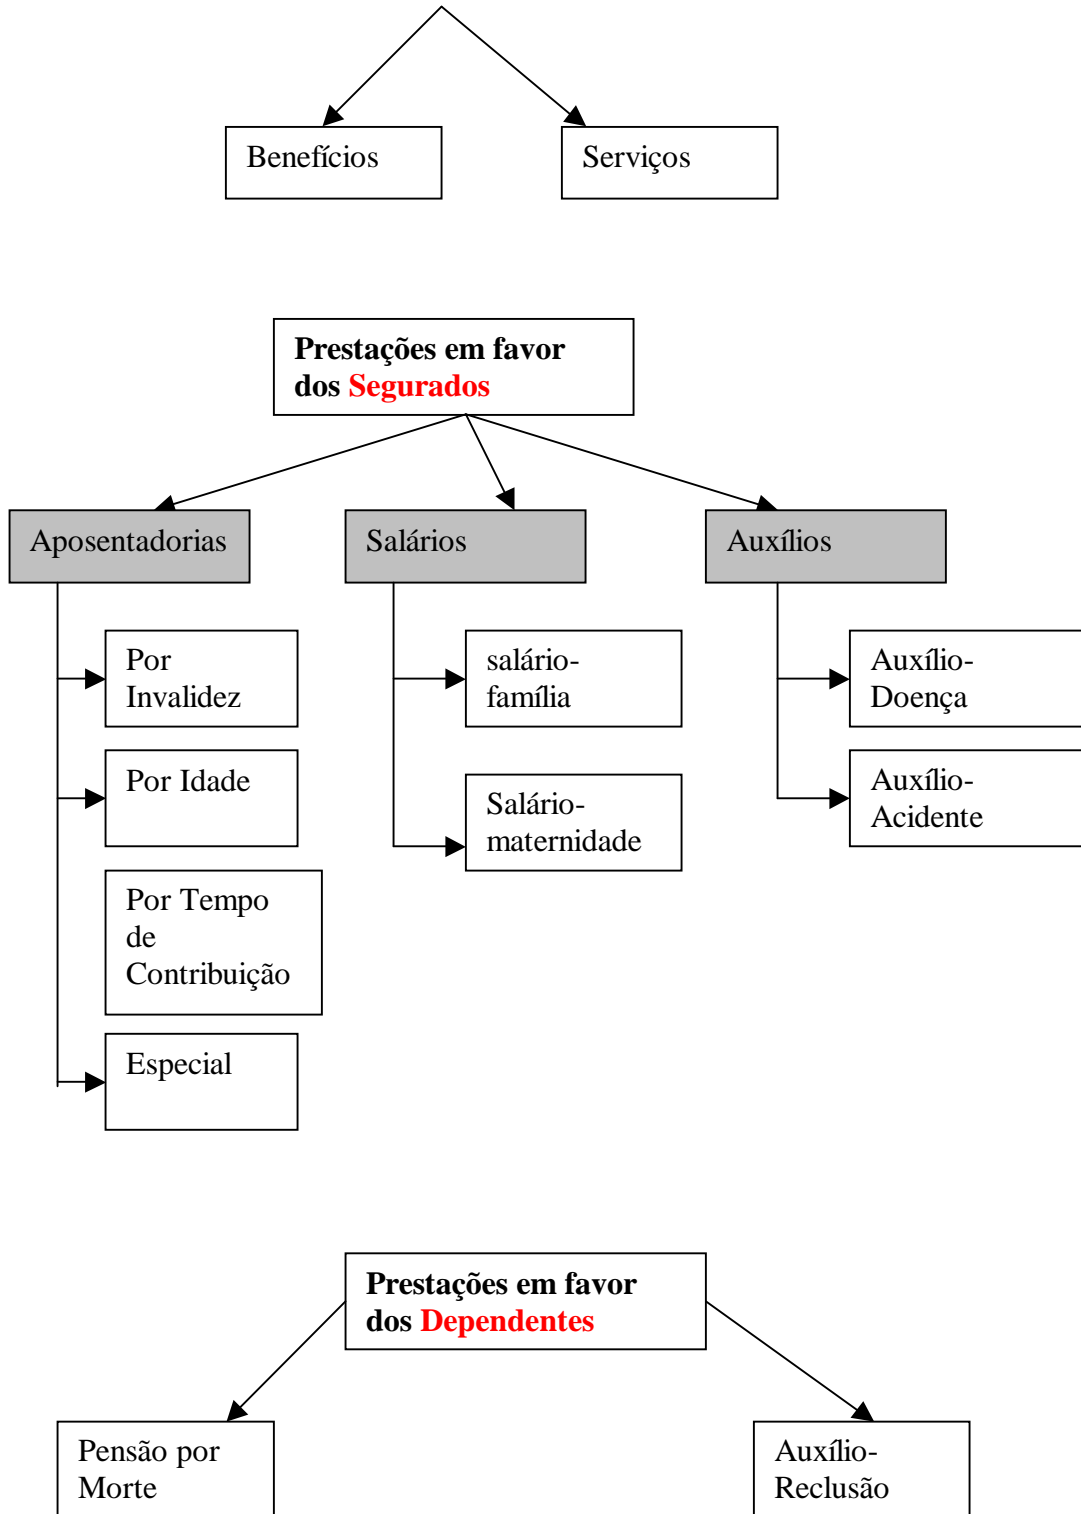 Benefícios
Serviços
Prestações em favor
dos Segurados
Aposentadorias
Salários
Auxílios
Por
Invalidez
salário-
família
Auxílio-
Doença
Por Idade
Salário-
maternidade
Auxílio-
Acidente
Por Tempo
de
Contribuição
Especial
Prestações em favor
dos Dependentes
Pensão por
Morte
Auxílio-
Reclusão